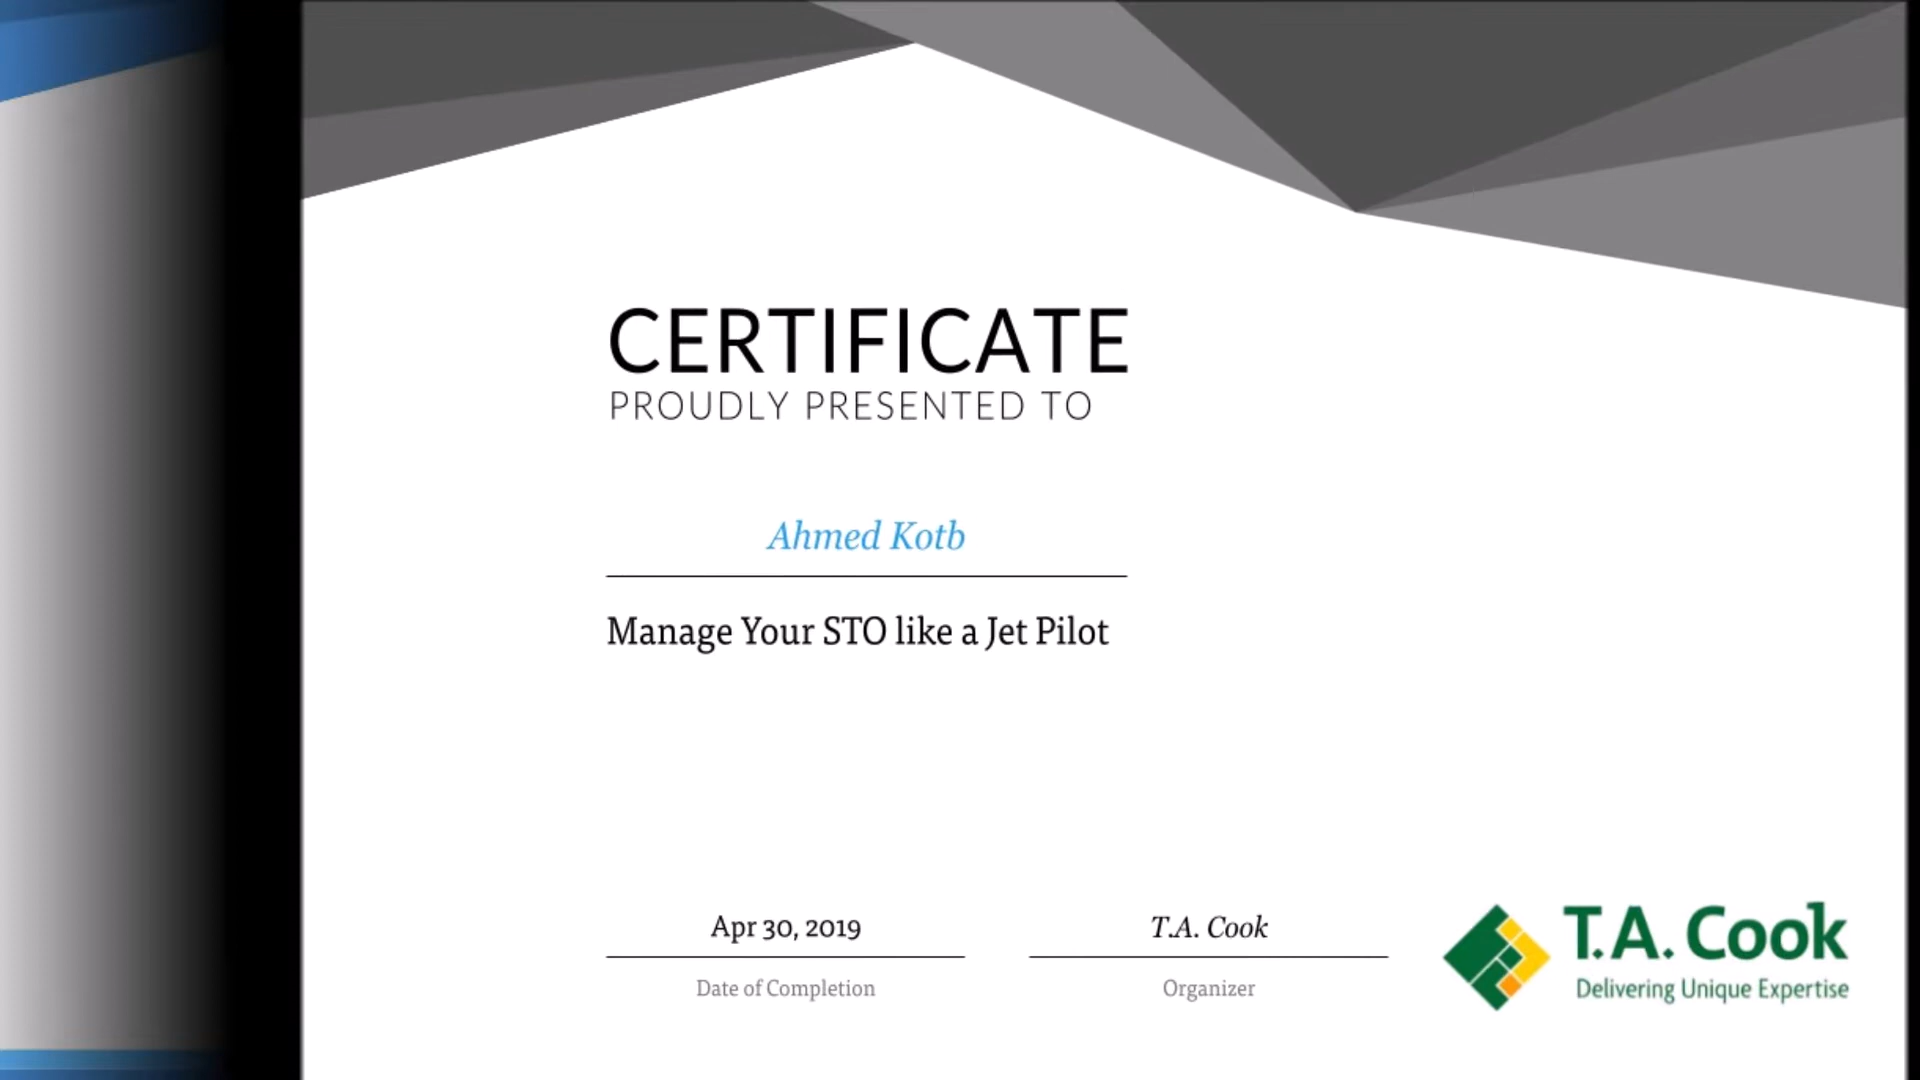 CERTIFICATE
PROUDLY PRESENTED TO
Ahmed Kotb
Manage Your STO like a Jet Pilot
Apr 30, 2019
Date of Completion
T.A. Cook
Organizer
T.A. Cook
Delivering Unique Expertise